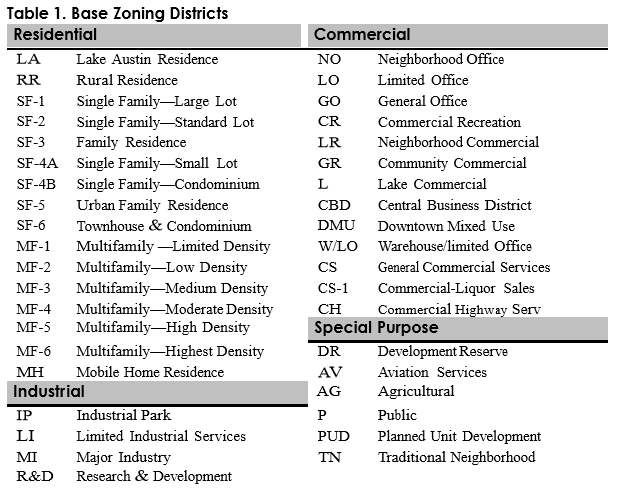 Table 1. Base Zoning Districts
Residential
LA Lake Austin Residence
RR Rural Residence
SF-1 Single Family—Large Lot
SF-2 Single Family—Standard Lot
SF-3 Family Residence
SF-4A Single Family—Small Lot
SF-4B Single Family—Condominium
SF-5 Urban Family Residence
SF-6 Townhouse & Condominium
MF-1 Multifamily —Limited Density
MF-2 Multifamily—Low Density
MF-3 Multifamily—Medium Density
MF-4 Multifamily—Moderate Density
MF-5 Multifamily—High Density
MF-6 Multifamily—Highest Density
MH Mobile Home Residence
Industrial
IP Industrial Park
LI Limited Industrial Services
MI Major Industry
R&D Research & Development
Commercial
NO Neighborhood Office
LO Limited Office
GO General Office
CR Commercial Recreation
LR Neighborhood Commercial
GR Community Commercial
L Lake Commercial
CBD Central Business District
DMU Downtown Mixed Use
W/LO Warehouse/limited Office
CS General Commercial Services
CS-1 Commercial-Liquor Sales
CH Commercial Highway Serv
Special Purpose
DR Development Reserve
AV Aviation Services
AG Agricultural
P Public
PUD Planned Unit Development
TN Traditional Neighborhood